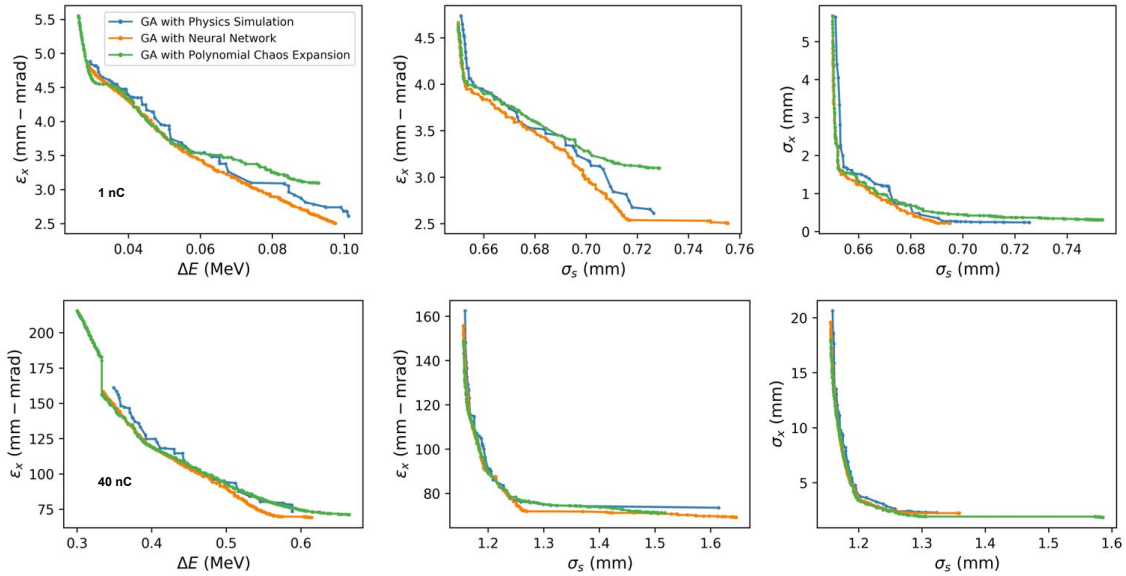 GA with Physics Simulation
GA with Neural Network
GA with Polynomial Chaos Expansion
5.5
5.0
4.5
4.0
3.5
3.0
2.5
εx (mm − mrad)
1 nC
0.04 0.06 0.08 0.10
ΔE (MeV)
4.5
4.0
3.5
3.0
2.5
εx (mm − mrad)
0.66 0.68 0.70 0.72 0.74 0.76
σs (mm)
5
4
3
2
1
0
σx (mm)
0.66 0.68 0.70 0.72 0.74
σs (mm)
200
175
150
125
100
75
εx (mm − mrad)
40 nC
0.3 0.4 0.5 0.6
ΔE (MeV)
160
140
120
100
80
εx (mm − mrad)
1.2 1.3 1.4 1.5 1.6
σs (mm)
20
15
10
5
σx (mm)
1.2 1.3 1.4 1.5 1.6
σs (mm)